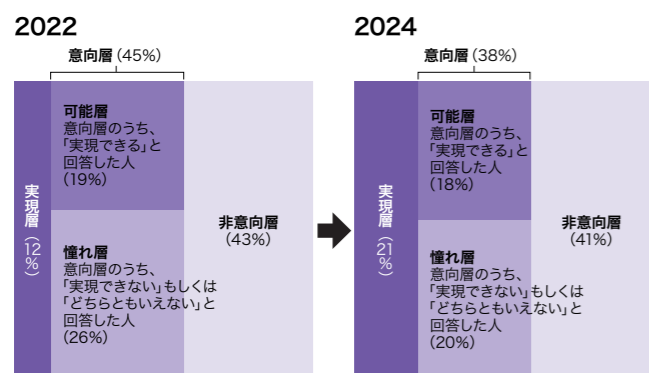 2022
意向層(45%)
実現層(12%)
可能層
意向層のうち、
「実現できる」と
回答した人
(19%)
憧れ層
意向層のうち、
「実現できない」もしくは
「どちらともいえない」と
回答した人
(26%)
非意向層
(43%)
2024
意向層(38%)
実現層(21%)
可能層
意向層のうち、
「実現できる」と
回答した人
(18%)
憧れ層
意向層のうち、
「実現できない」もしくは
「どちらともいえない」と
回答した人
(20%)
非意向層
(41%)